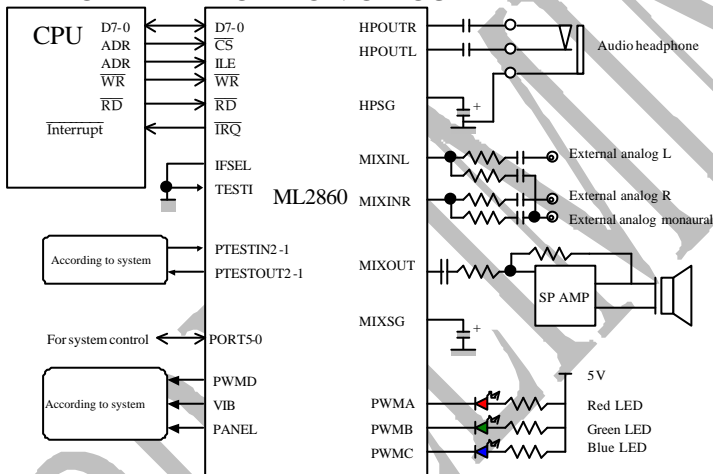 CPU
D7-0
ADR
ADR
WR
RD
Interrupt
D7-0
CS
ILE
WR
RD
IRQ
IFSEL
TESTI
ML2860
PTESTIN2-1
PTESTOUT2-1
According to system
For system control
PORT5-0
PWMD
VIB
PANEL
According to system
HPOUTR
HPOUTL
Audio headphone
HPSG
+
MIXINL
External analog L
MIXINR
External analog R
External analog monaural
MIXOUT
SP AMP
MIXSG
+
5V
PWMA
Red LED
PWMB
Green LED
PWMC
Blue LED